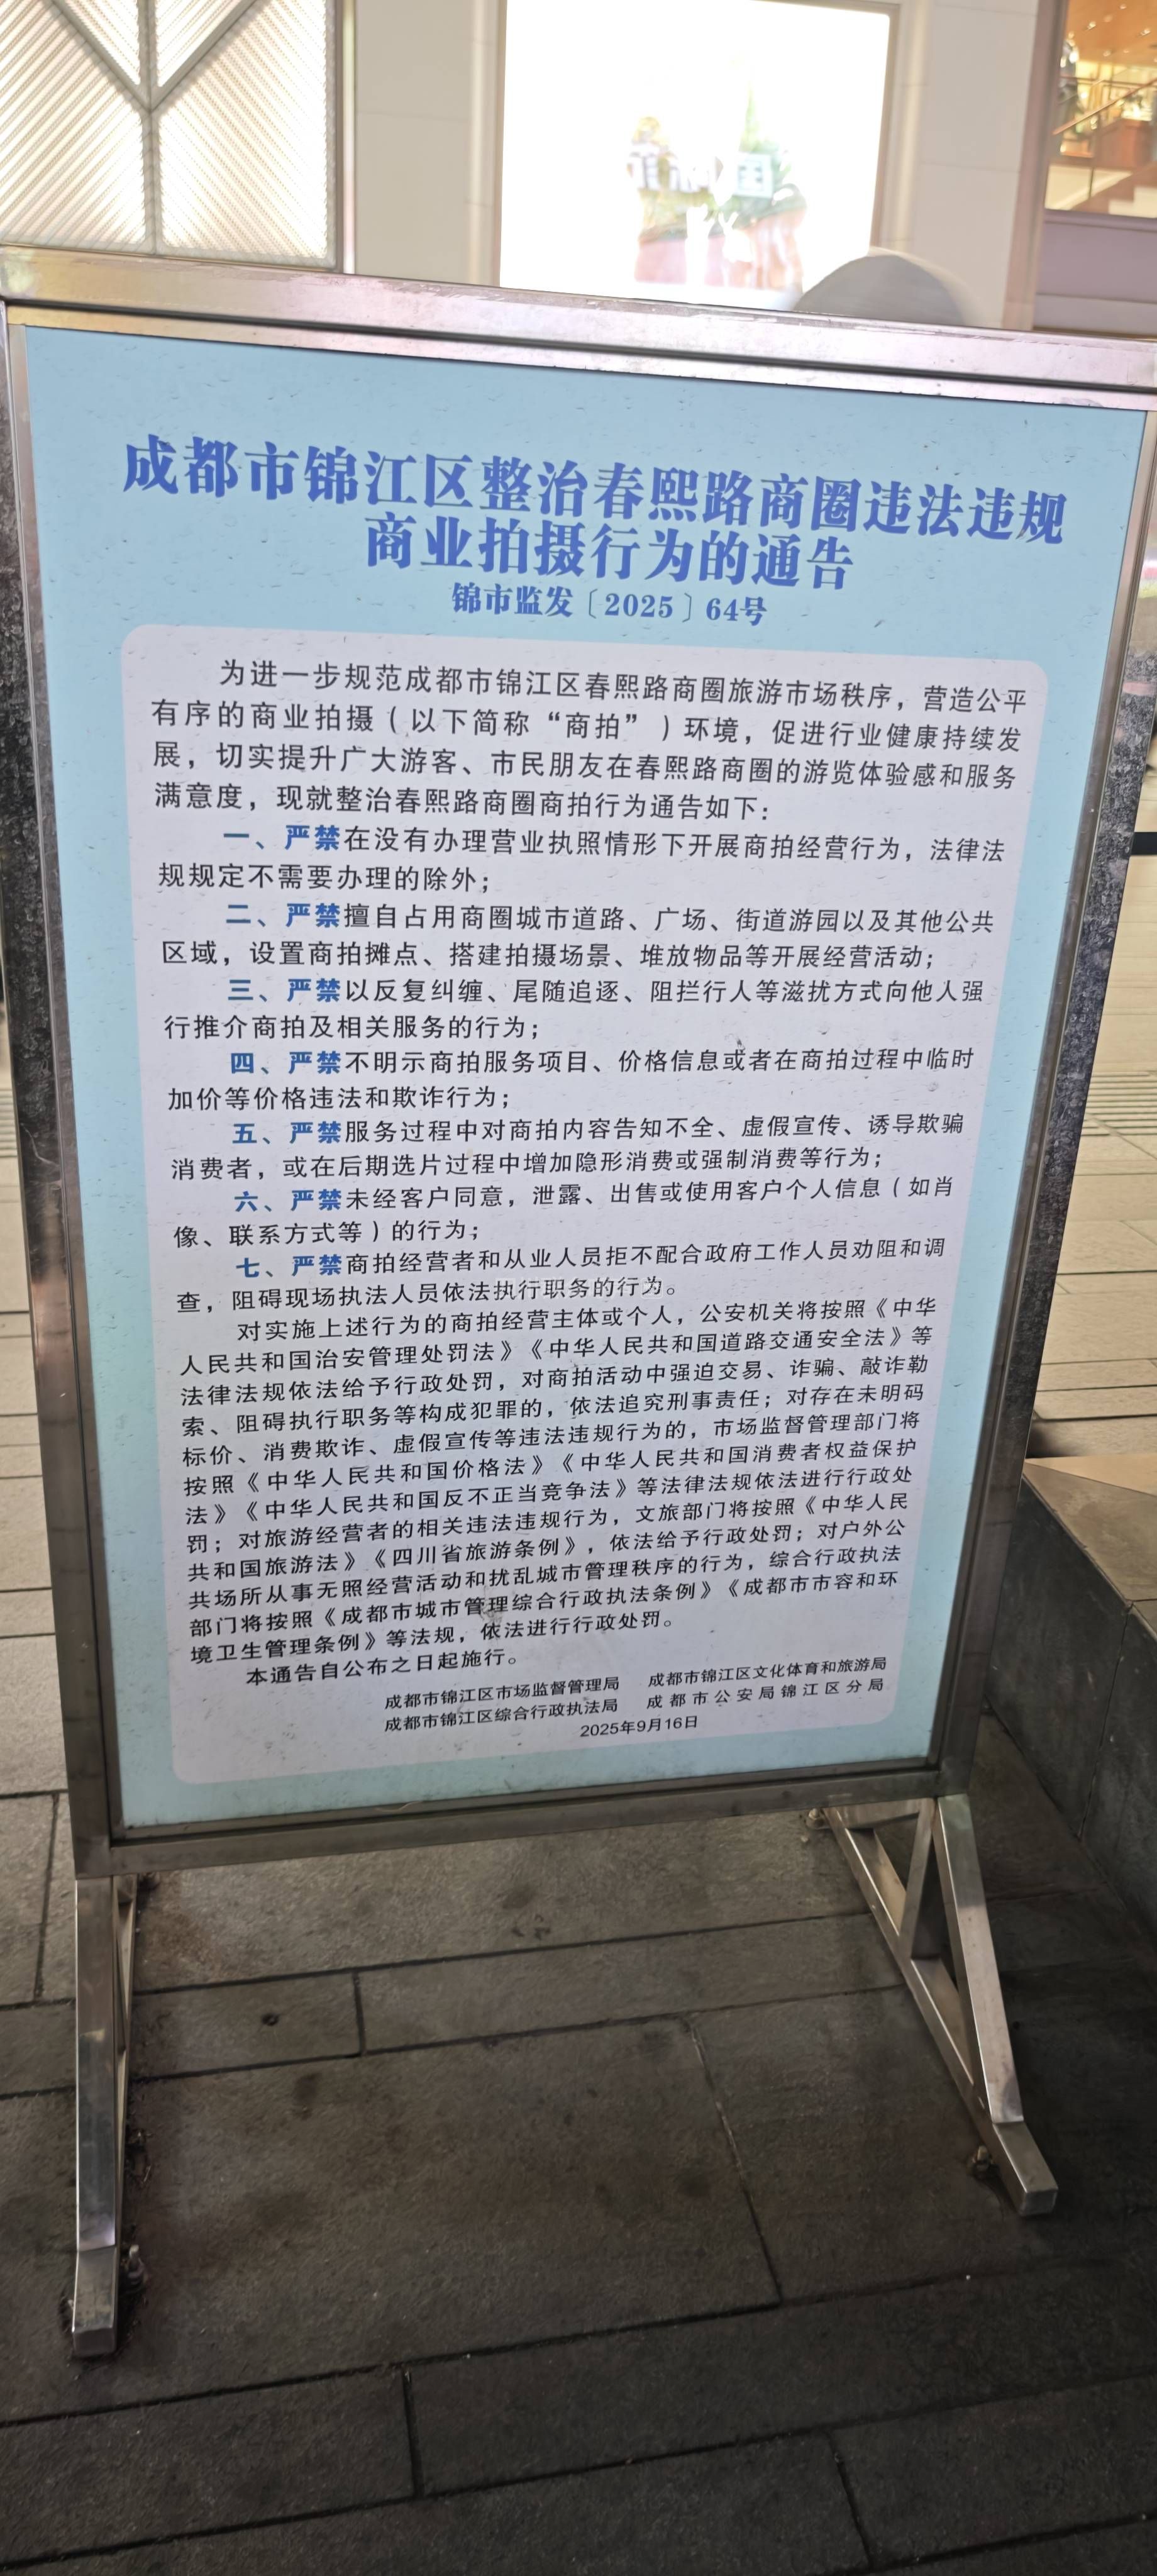 成都市锦江区整治春熙路商圈违法违规
商业拍摄行为的通告
锦市监发〔2025〕64号
为进一步规范成都市锦江区春熙路商圈旅游市场秩序，营造公平
有序的商业拍摄（以下简称“商拍”）环境，促进行业健康持续发
展，切实提升广大游客、市民朋友在春熙路商圈的游览体验感和服务
满意度，现就整治春熙路商圈商拍行为通告如下：
一、严禁在没有办理营业执照情形下开展商拍经营行为，法律法
规规定不需要办理的除外；
二、严禁擅自占用商圈城市道路、广场、街道游园以及其他公共
区域，设置商拍摊点、搭建拍摄场景、堆放物品等开展经营活动；
三、严禁以反复纠缠、尾随追逐、阻拦行人等滋扰方式向他人强
行推介商拍及相关服务的行为；
四、严禁不明示商拍服务项目、价格信息或者在商拍过程中临时
加价等价格违法和欺诈行为；
五、严禁服务过程中对商拍内容告知不全、虚假宣传、诱导欺骗
消费者，或在后期选片过程中增加隐形消费或强制消费等行为；
六、严禁未经客户同意，泄露、出售或使用客户个人信息（如肖
像、联系方式等）的行为；
七、严禁商拍经营者和从业人员拒不配合政府工作人员劝阻和调
查，阻碍现场执法人员依法执行职务的行为。
对实施上述行为的商拍经营主体或个人，公安机关将按照《中华
人民共和国治安管理处罚法》《中华人民共和国道路交通安全法》等
法律法规依法给予行政处罚，对商拍活动中强迫交易、诈骗、敲诈勒
索、阻碍执行职务等构成犯罪的，依法追究刑事责任；对存在未明码
标价、消费欺诈、虚假宣传等违法违规行为的，市场监督管理部门将
按照《中华人民共和国价格法》《中华人民共和国消费者权益保护
法》《中华人民共和国反不正当竞争法》等法律法规依法进行行政处
罚；对旅游经营者的相关违法违规行为，文旅部门将按照《中华人民
共和国旅游法》《四川省旅游条例》，依法给予行政处罚；对户外公
共场所从事无照经营活动和扰乱城市管理秩序的行为，综合行政执法
部门将按照《成都市城市管理综合行政执法条例》《成都市市容和环
境卫生管理条例》等法规，依法进行行政处罚。
本通告自公布之日起施行。
成都市锦江区市场监督管理局 成都市锦江区文化体育和旅游局
成都市锦江区综合行政执法局 成都市公安局锦江区分局
2025年9月16日